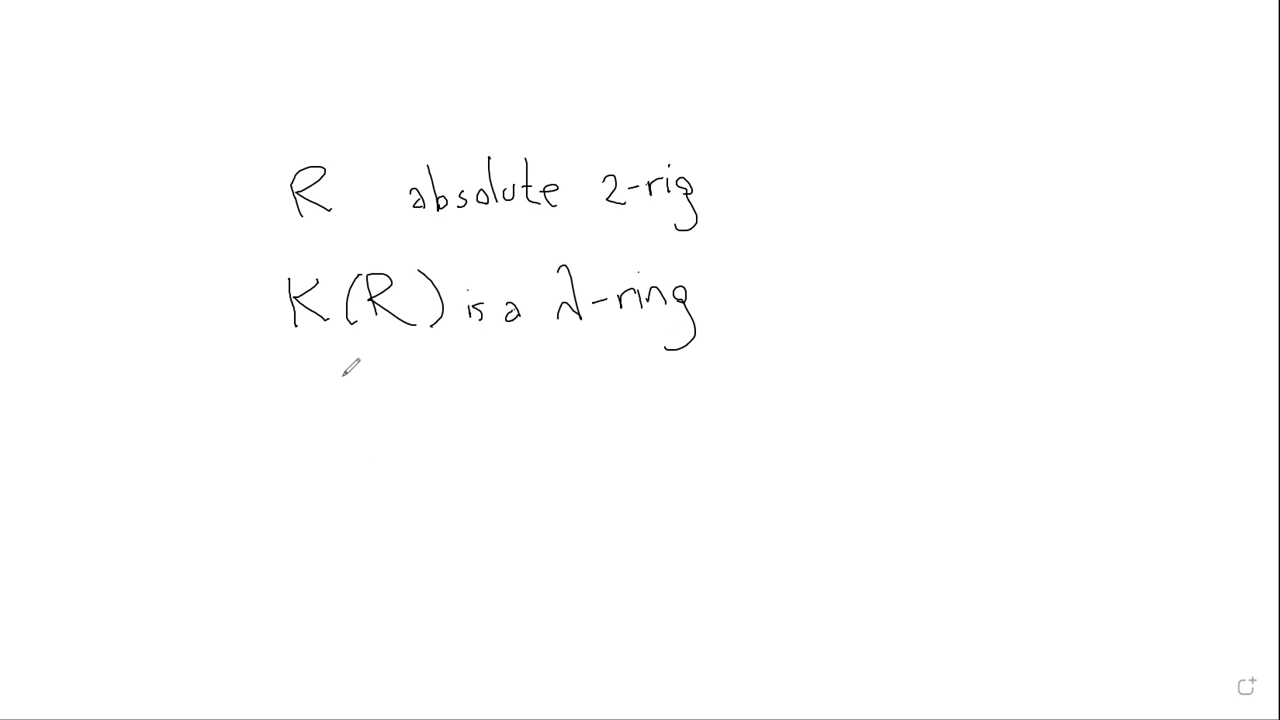 R absolute 2-rig
K(R) is a λ-ring